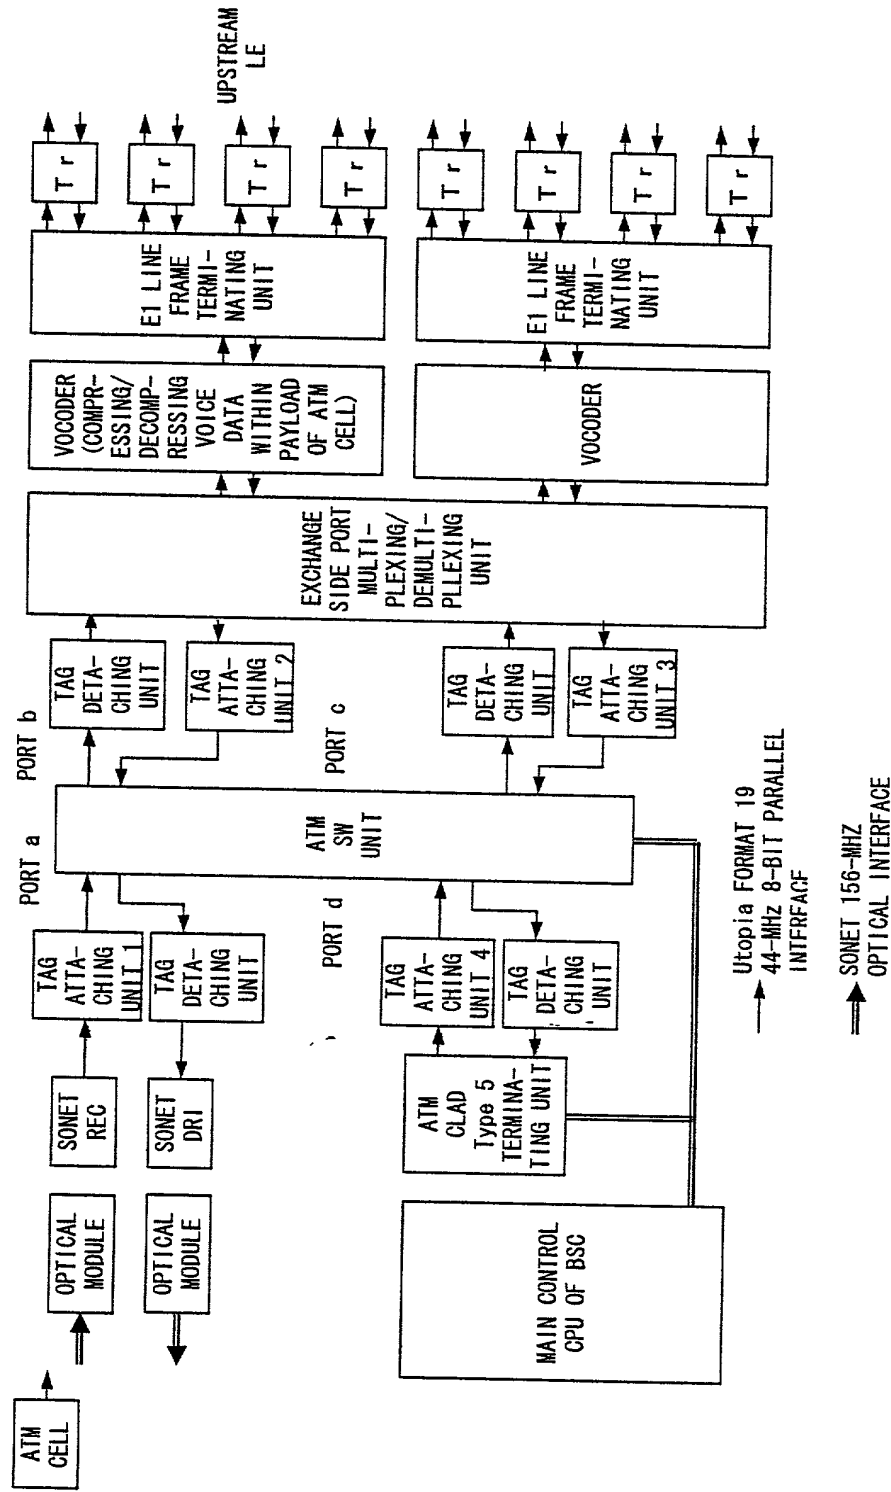 ATM
CELL
OPTICAL
MODULE
OPTICAL
MODULE
SONET
REC
SONET
DRI
TAG
ATTA-
CHING
UNIT 1
TAG
DETA-
CHING
UNIT
PORT a
PORT b
ATM
SW
UNIT
TAG
DETA-
CHING
UNIT
TAG
ATTA-
CHING
UNIT 2
PORT c
PORT d
TAG
DETA-
CHING
UNIT
TAG
ATTA-
CHING
UNIT 3
TAG
ATTA-
CHING
UNIT 4
TAG
DETA-
CHING
UNIT
ATM
CLAD
Type 5
TERMINA-
TING UNIT
MAIN CONTROL
CPU OF BSC
EXCHANGE
SIDE PORT
MULTI-
PLEXING/
DEMULTI-
PLLEXING
UNIT
VOCODER
(COMPR-
ESSING/
DECOMP-
RESSING
VOICE
DATA
WITHIN
PAYLOAD
OF ATM
CELL)
VOCODER
E1 LINE
FRAME
TERMI-
NATING
UNIT
E1 LINE
FRAME
TERMI-
NATING
UNIT
Tr
Tr
Tr
Tr
Tr
Tr
Tr
Tr
UPSTREAM
LE
Utopia FORMAT 19
44-MHz 8-BIT PARALLEL
INTERFACE
SONET 156-MHZ
OPTICAL INTERFACE